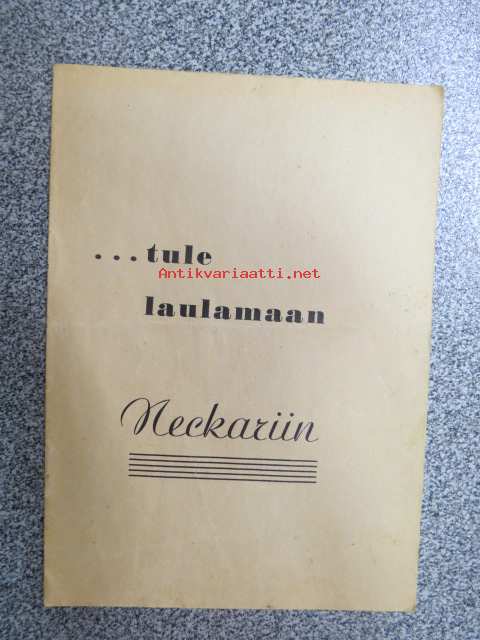 ...tule
Antikvariaatti.net
laulamaan
Neckariin